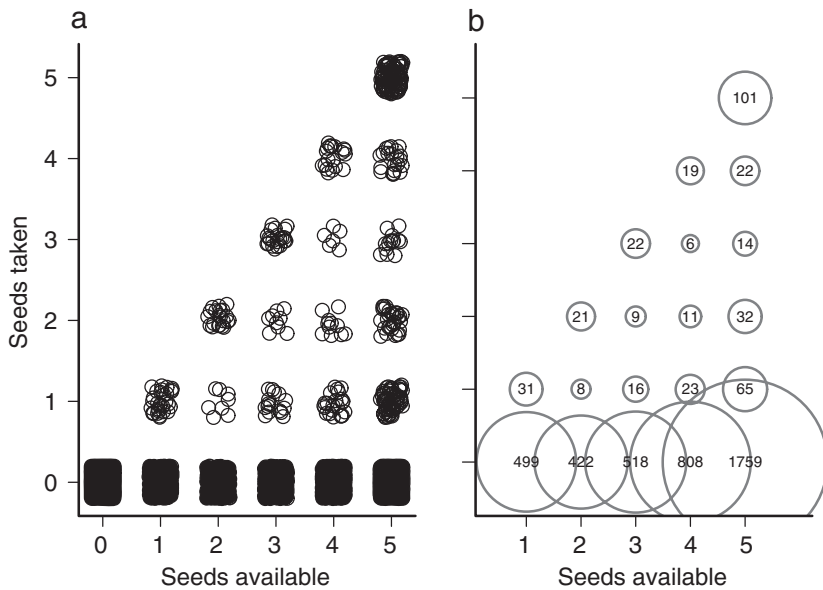 a
b
5
4
3
2
1
0
Seeds taken
0 1 2 3 4 5
Seeds available
101
19 22
22 6 14
21 9 11 32
31 8 16 23 65
499 422 518 808 1759
1 2 3 4 5
Seeds available